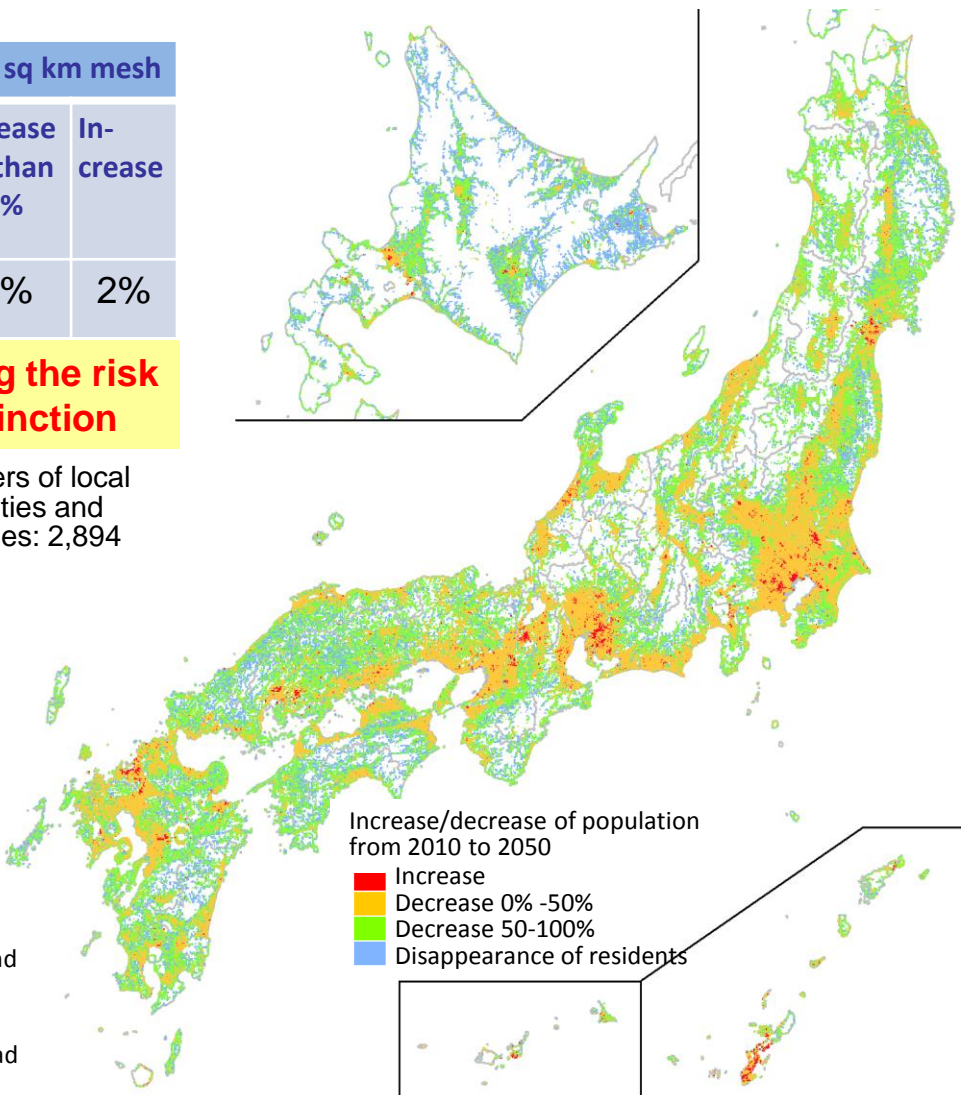 sq km mesh
ease
than
%
In-
crease
%
2%
g the risk
inction
ers of local
ties and
es: 2,894
Increase/decrease of population
from 2010 to 2050
Increase
Decrease 0% -50%
Decrease 50-100%
Disappearance of residents
nd
nd